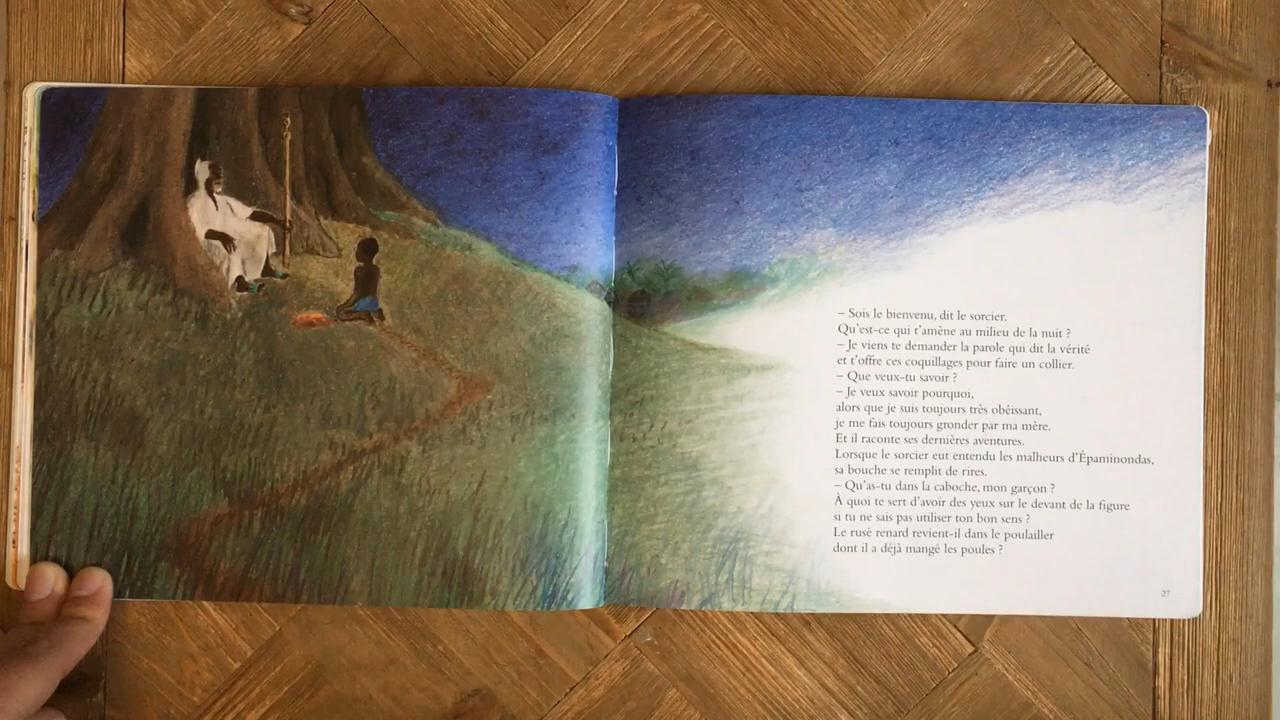 – Sois le bienvenu, dit le sorcier.
Qu'est-ce qui t'amène au milieu de la nuit ?
– Je viens te demander la parole qui dit la vérité
et t'offre ces coquillages pour faire un collier.
– Que veux-tu savoir ?
– Je veux savoir pourquoi,
alors que je suis toujours très obéissant,
je me fais toujours gronder par ma mère.
Et il raconte ses dernières aventures.
Lorsque le sorcier eut entendu les malheurs d'Épaminondas,
sa bouche se remplit de rires.
– Qu'as-tu dans la caboche, mon garçon ?
À quoi te sert d'avoir des yeux sur le devant de la figure
si tu ne sais pas utiliser ton bon sens ?
Le rusé renard revient-il dans le poulailler
dont il a déjà mangé les poules ?
27